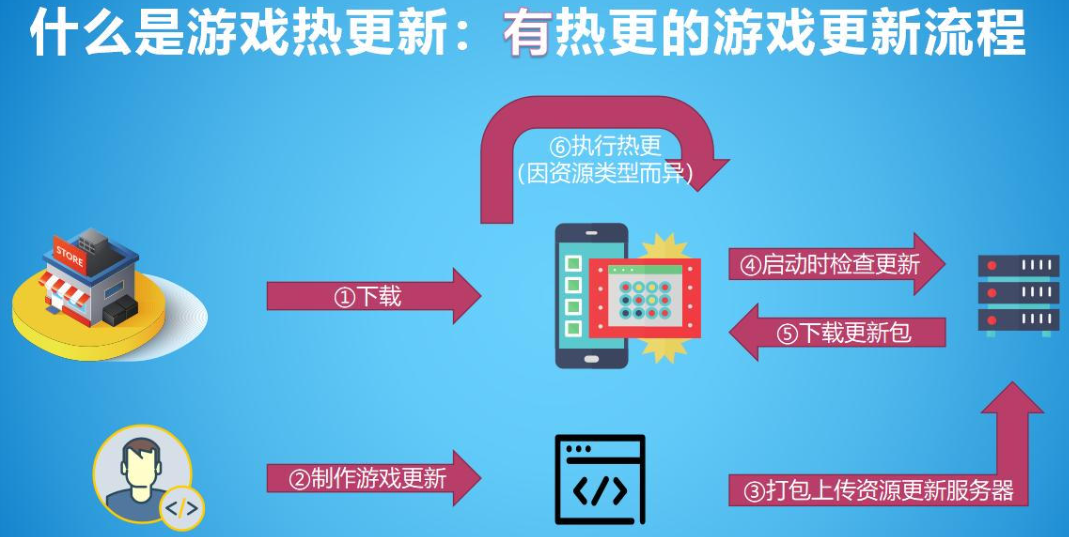 什么是游戏热更新：有热更的游戏更新流程
⑥执行热更
（因资源类型而异）
STORE
①下载
④启动时检查更新
⑤下载更新包
②制作游戏更新
</>
</>
③打包上传资源更新服务器